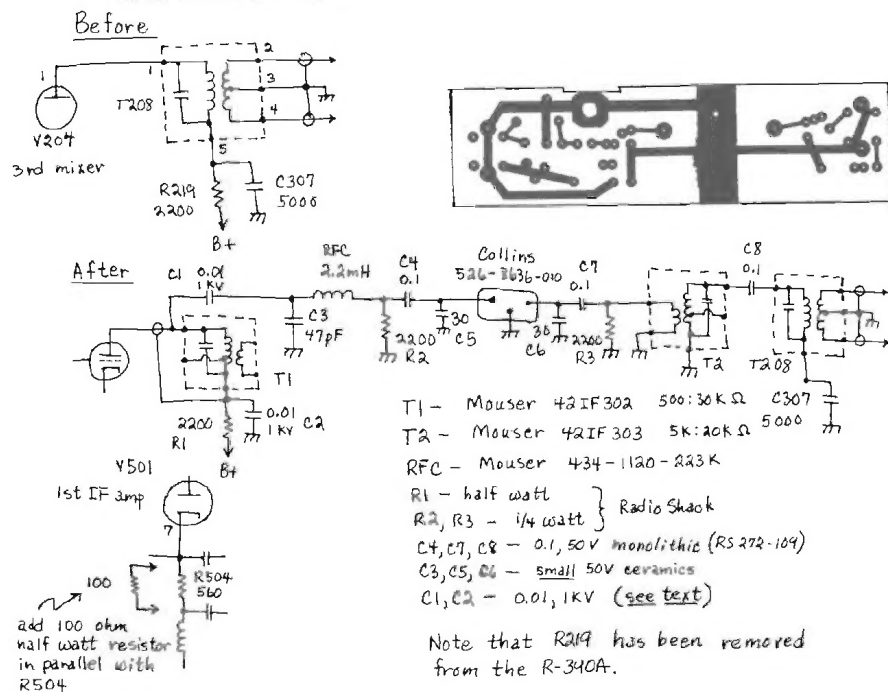 Before
1
V204
3rd mixer
1
T208
2
3
4
5
R219
2200
C307
5000
B+
After
C1
0.01
1KV
RFC
2.2mH
C3
47pF
C4
0.1
2200
R2
30
C5
Collins
526-8636-010
30
C6
C7
0.1
2200
R3
T2
C8
0.1
T208
C307
5000
T1
2200
R1
0.01
1KV
C2
B+
V501
1st IF amp
7
R504
560
100
add 100 ohm
half watt resistor
in parallel with
R504
T1 - Mouser 42IF302 500:30KΩ
T2 - Mouser 42IF303 5K:20KΩ
RFC - Mouser 434-1120-223K
R1 - half watt
R2, R3 - 1/4 watt
Radio Shack
C4, C7, C8 - 0.1, 50V monolithic (RS 272-109)
C3, C5, C6 - small 50V ceramics
C1, C2 - 0.01, 1KV (see text)
Note that R219 has been removed
from the R-390A.